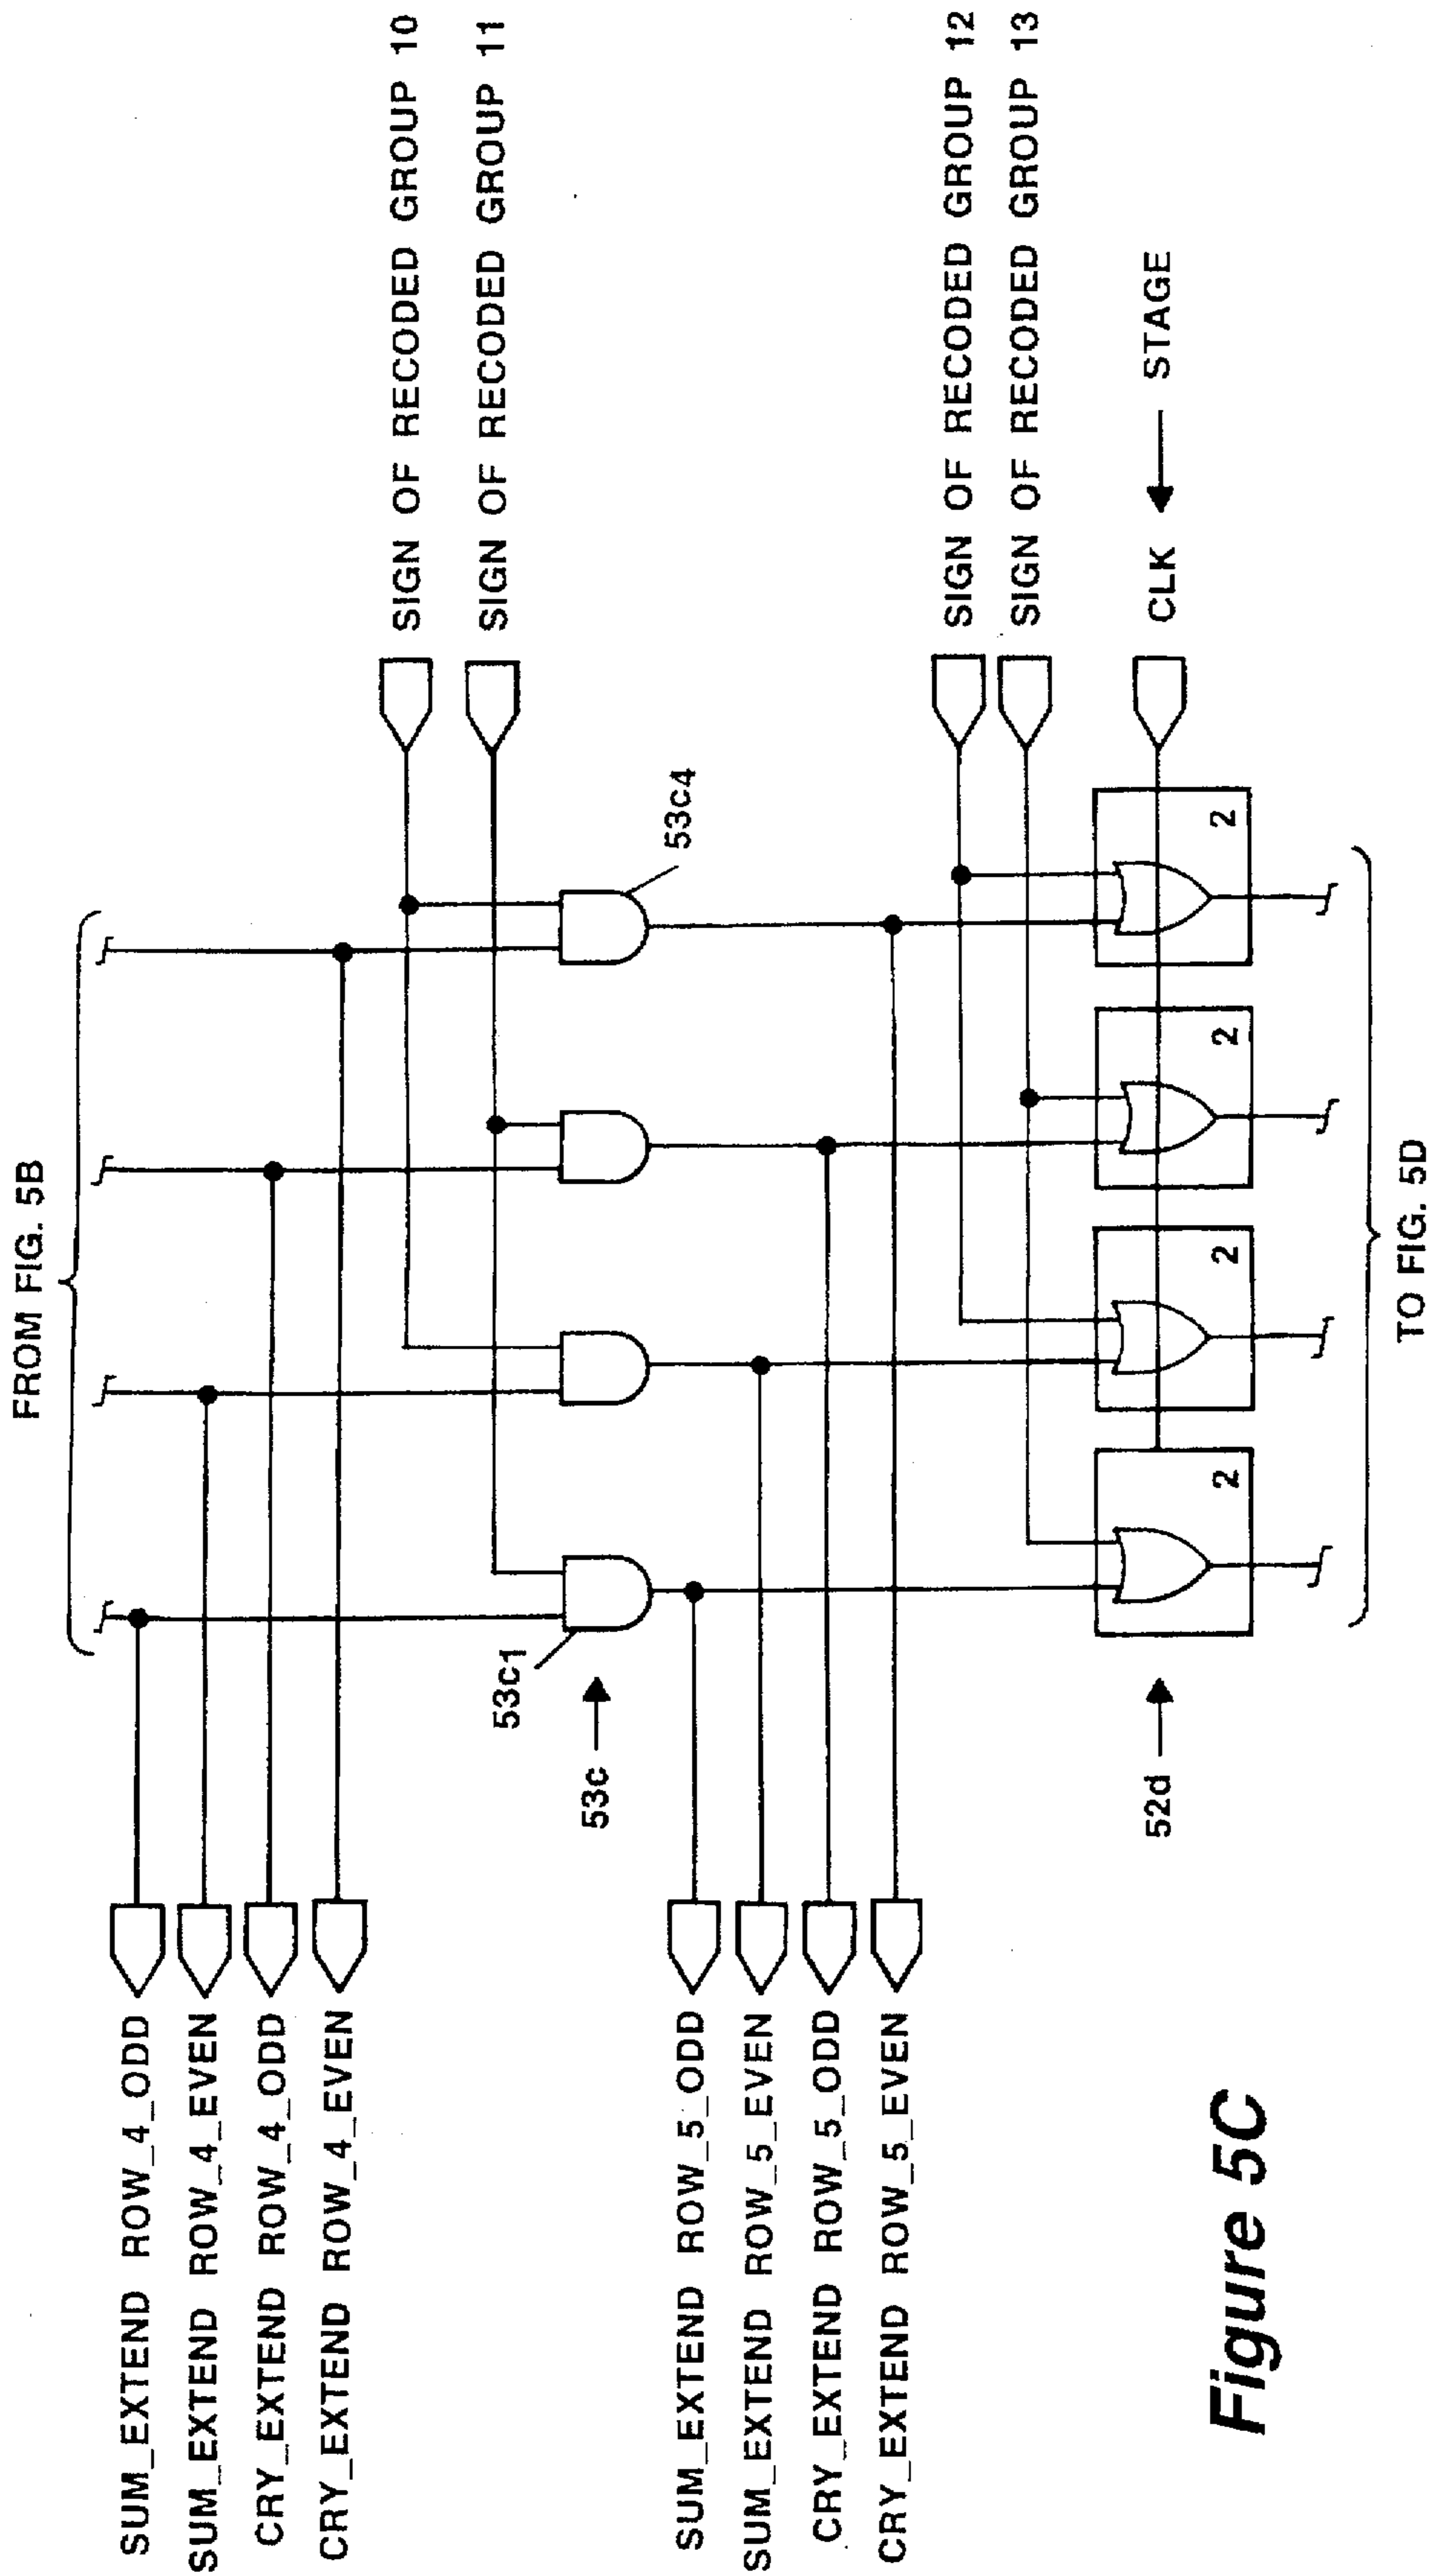 FROM FIG. 5B
SUM_EXTEND ROW_4_ODD
SUM_EXTEND ROW_4_EVEN
CRY_EXTEND ROW_4_ODD
CRY_EXTEND ROW_4_EVEN
SIGN OF RECODED GROUP 10
SIGN OF RECODED GROUP 11
53c1
53c4
53c
SUM_EXTEND ROW_5_ODD
SUM_EXTEND ROW_5_EVEN
CRY_EXTEND ROW_5_ODD
CRY_EXTEND ROW_5_EVEN
SIGN OF RECODED GROUP 12
SIGN OF RECODED GROUP 13
52d
CLK STAGE
2
2
2
2
TO FIG. 5D
Figure 5C